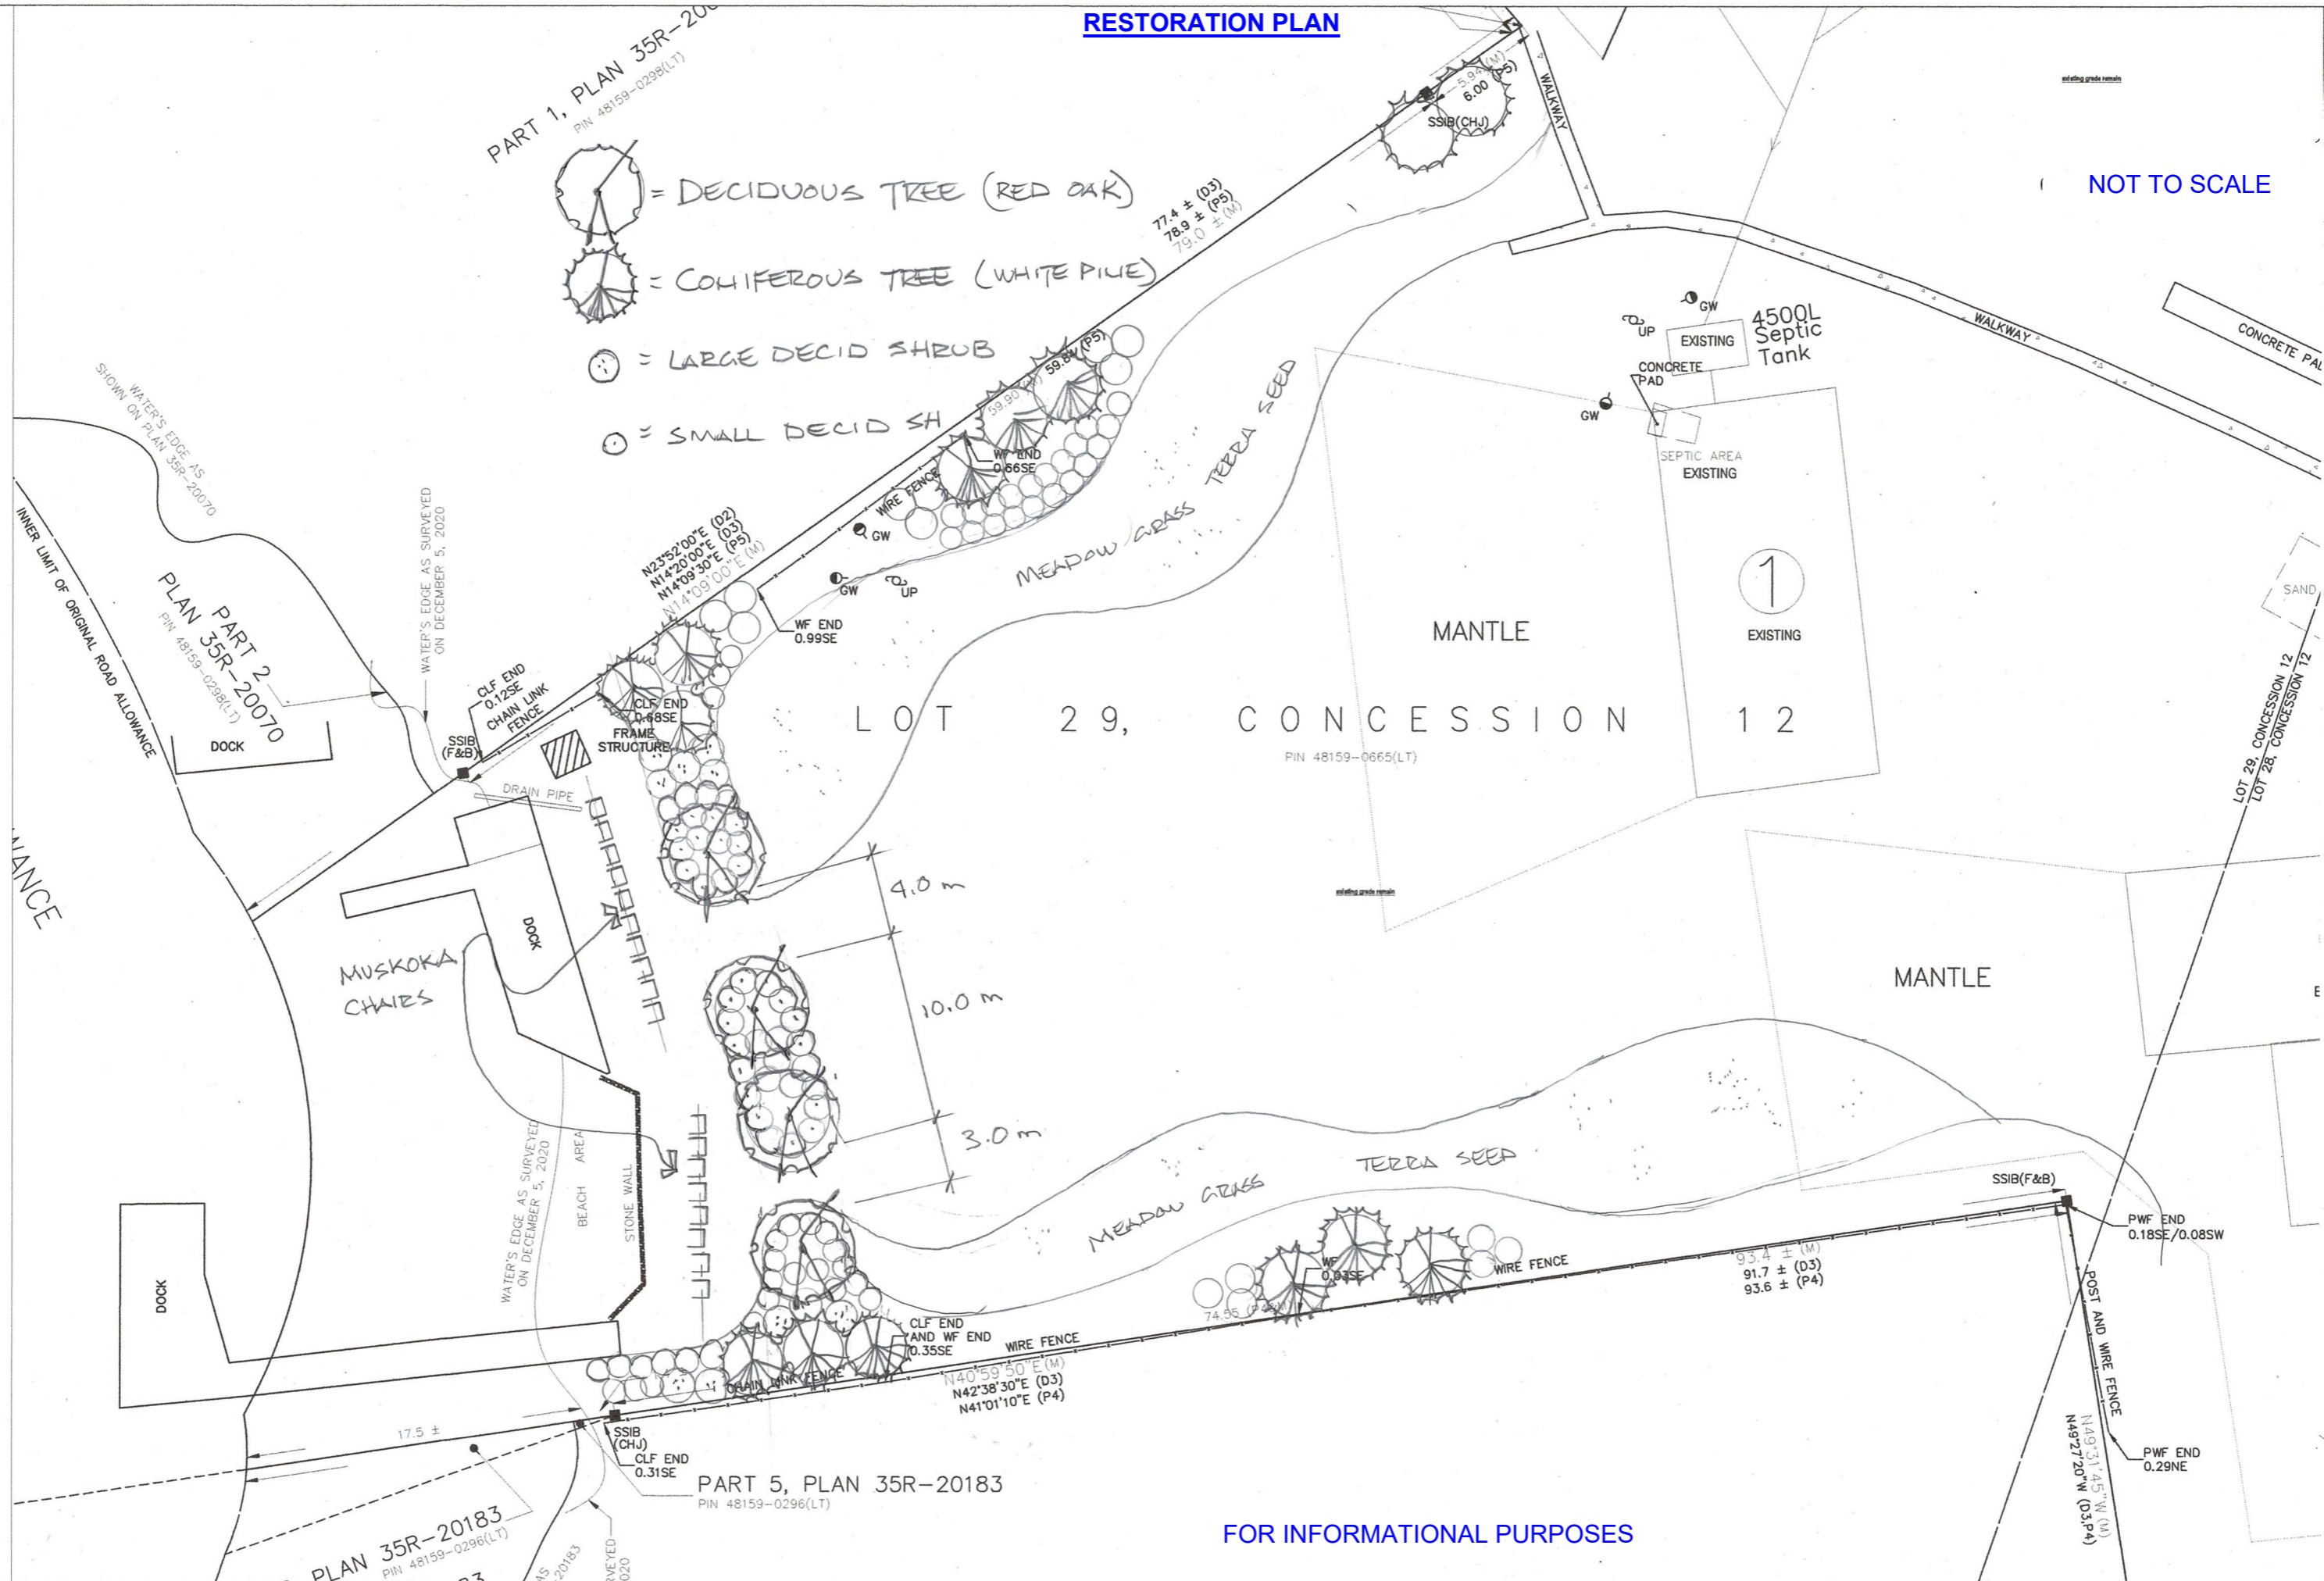 RESTORATION PLAN
PART 1, PLAN 35R-200
PIN 48159-0298(LT)
= DECIDUOUS TREE (RED OAK)
= CONIFEROUS TREE (WHITE PINE)
= LARGE DECID SHRUB
= SMALL DECID SH
5.94 (M)
6.00 (P5)
SSIB(CHJ)
WALKWAY
existing grade remain
NOT TO SCALE
77.4 ± (D3)
78.9 ± (P5)
79.0 ± (M)
GW
UP
EXISTING
4500L
Septic
Tank
CONCRETE
PAD
GW
SEPTIC AREA
EXISTING
WALKWAY
CONCRETE PAD
59.84 (P5)
59.90 (M)
WF END
0.66SE
WIRE FENCE
GW
GW
UP
MEADOW GRASS TERRA SEED
WATER'S EDGE AS
SHOWN ON PLAN 35R-20070
INNER LIMIT OF ORIGINAL ROAD ALLOWANCE
WATER'S EDGE AS SURVEYED
ON DECEMBER 5, 2020
PART 2
PLAN 35R-20070
PIN 48159-0298(LT)
DOCK
N23°52'00"E (D2)
N14°20'00"E (D3)
N14°09'30"E (P5)
N14°09'00"E (M)
WF END
0.99SE
CLF END
0.12SE
CHAIN LINK
FENCE
SSIB
(F&B)
CLF END
0.68SE
FRAME
STRUCTURE
DRAIN PIPE
MANTLE
1
EXISTING
SAND
LOT 29, CONCESSION 12
PIN 48159-0665(LT)
LOT 29, CONCESSION 12
LOT 28, CONCESSION 12
WANCE
DOCK
MUSKOKA
CHAIRS
4.0 m
10.0 m
3.0 m
existing grade remain
MANTLE
E
WATER'S EDGE AS SURVEYED
ON DECEMBER 5, 2020
BEACH AREA
STONE WALL
DOCK
MEADOW GRASS TERRA SEED
SSIB(F&B)
PWF END
0.18SE/0.08SW
WF
0.03SE
WIRE FENCE
93.4 ± (M)
91.7 ± (D3)
93.6 ± (P4)
POST AND WIRE FENCE
CLF END
AND WF END
0.35SE
WIRE FENCE
CHAIN LINK FENCE
N40°59'50"E (M)
N42°38'30"E (D3)
N41°01'10"E (P4)
N49°31'45"W (M)
N49°27'20"W (D3,P4)
PWF END
0.29NE
17.5 ±
SSIB
(CHJ)
CLF END
0.31SE
PART 5, PLAN 35R-20183
PIN 48159-0296(LT)
PLAN 35R-20183
PIN 48159-0296(LT)
FOR INFORMATIONAL PURPOSES